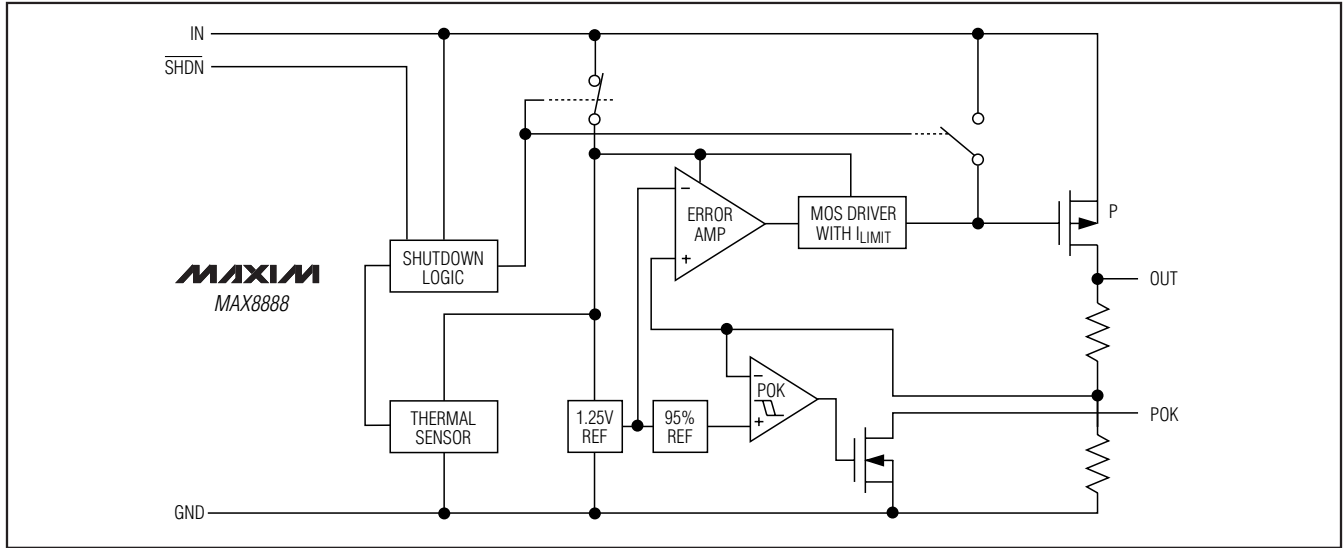 IN
SHDN
−
ERROR
AMP
+
MOS DRIVER
WITH ILIMIT
P
SHUTDOWN
LOGIC
MAXIM
MAX8888
OUT
−
POK
+
THERMAL
SENSOR
1.25V
REF
95%
REF
POK
GND